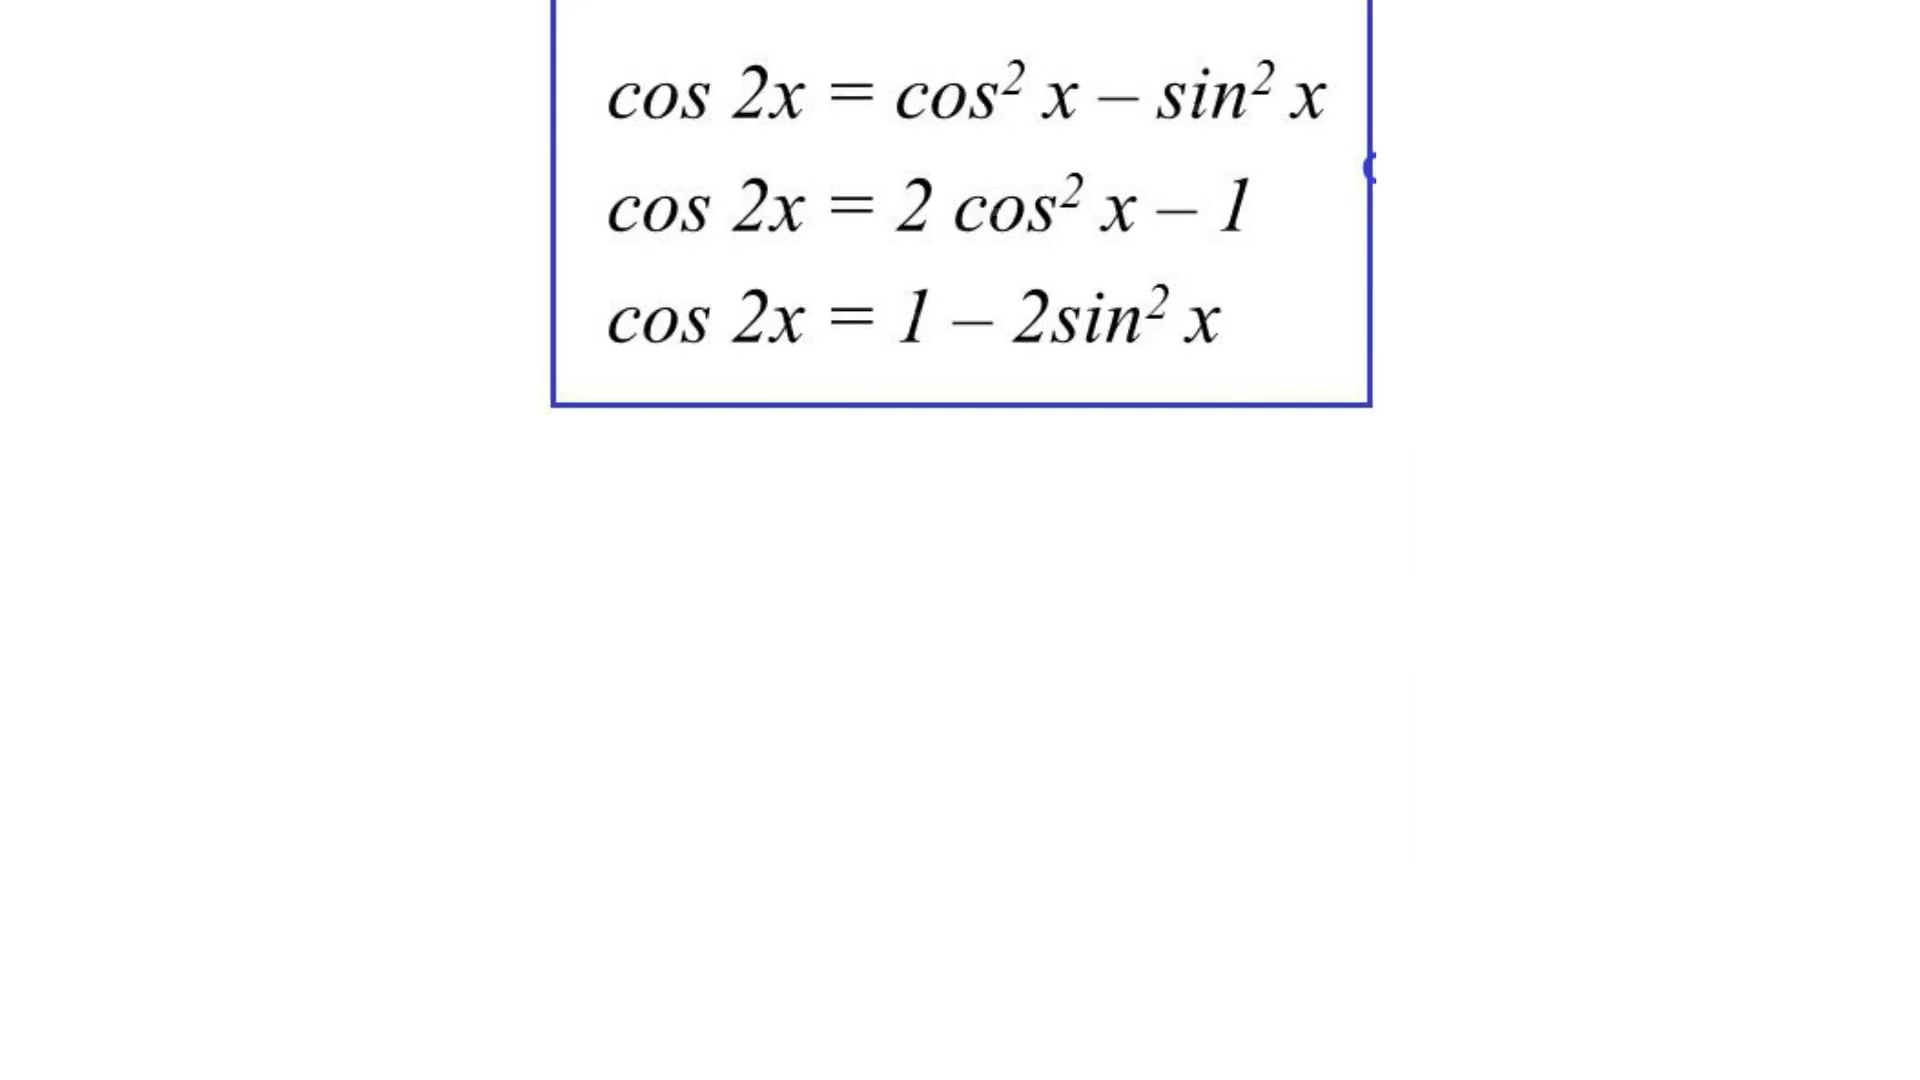 cos 2x = cos² x – sin² x
cos 2x = 2 cos² x – 1
cos 2x = 1 – 2sin² x